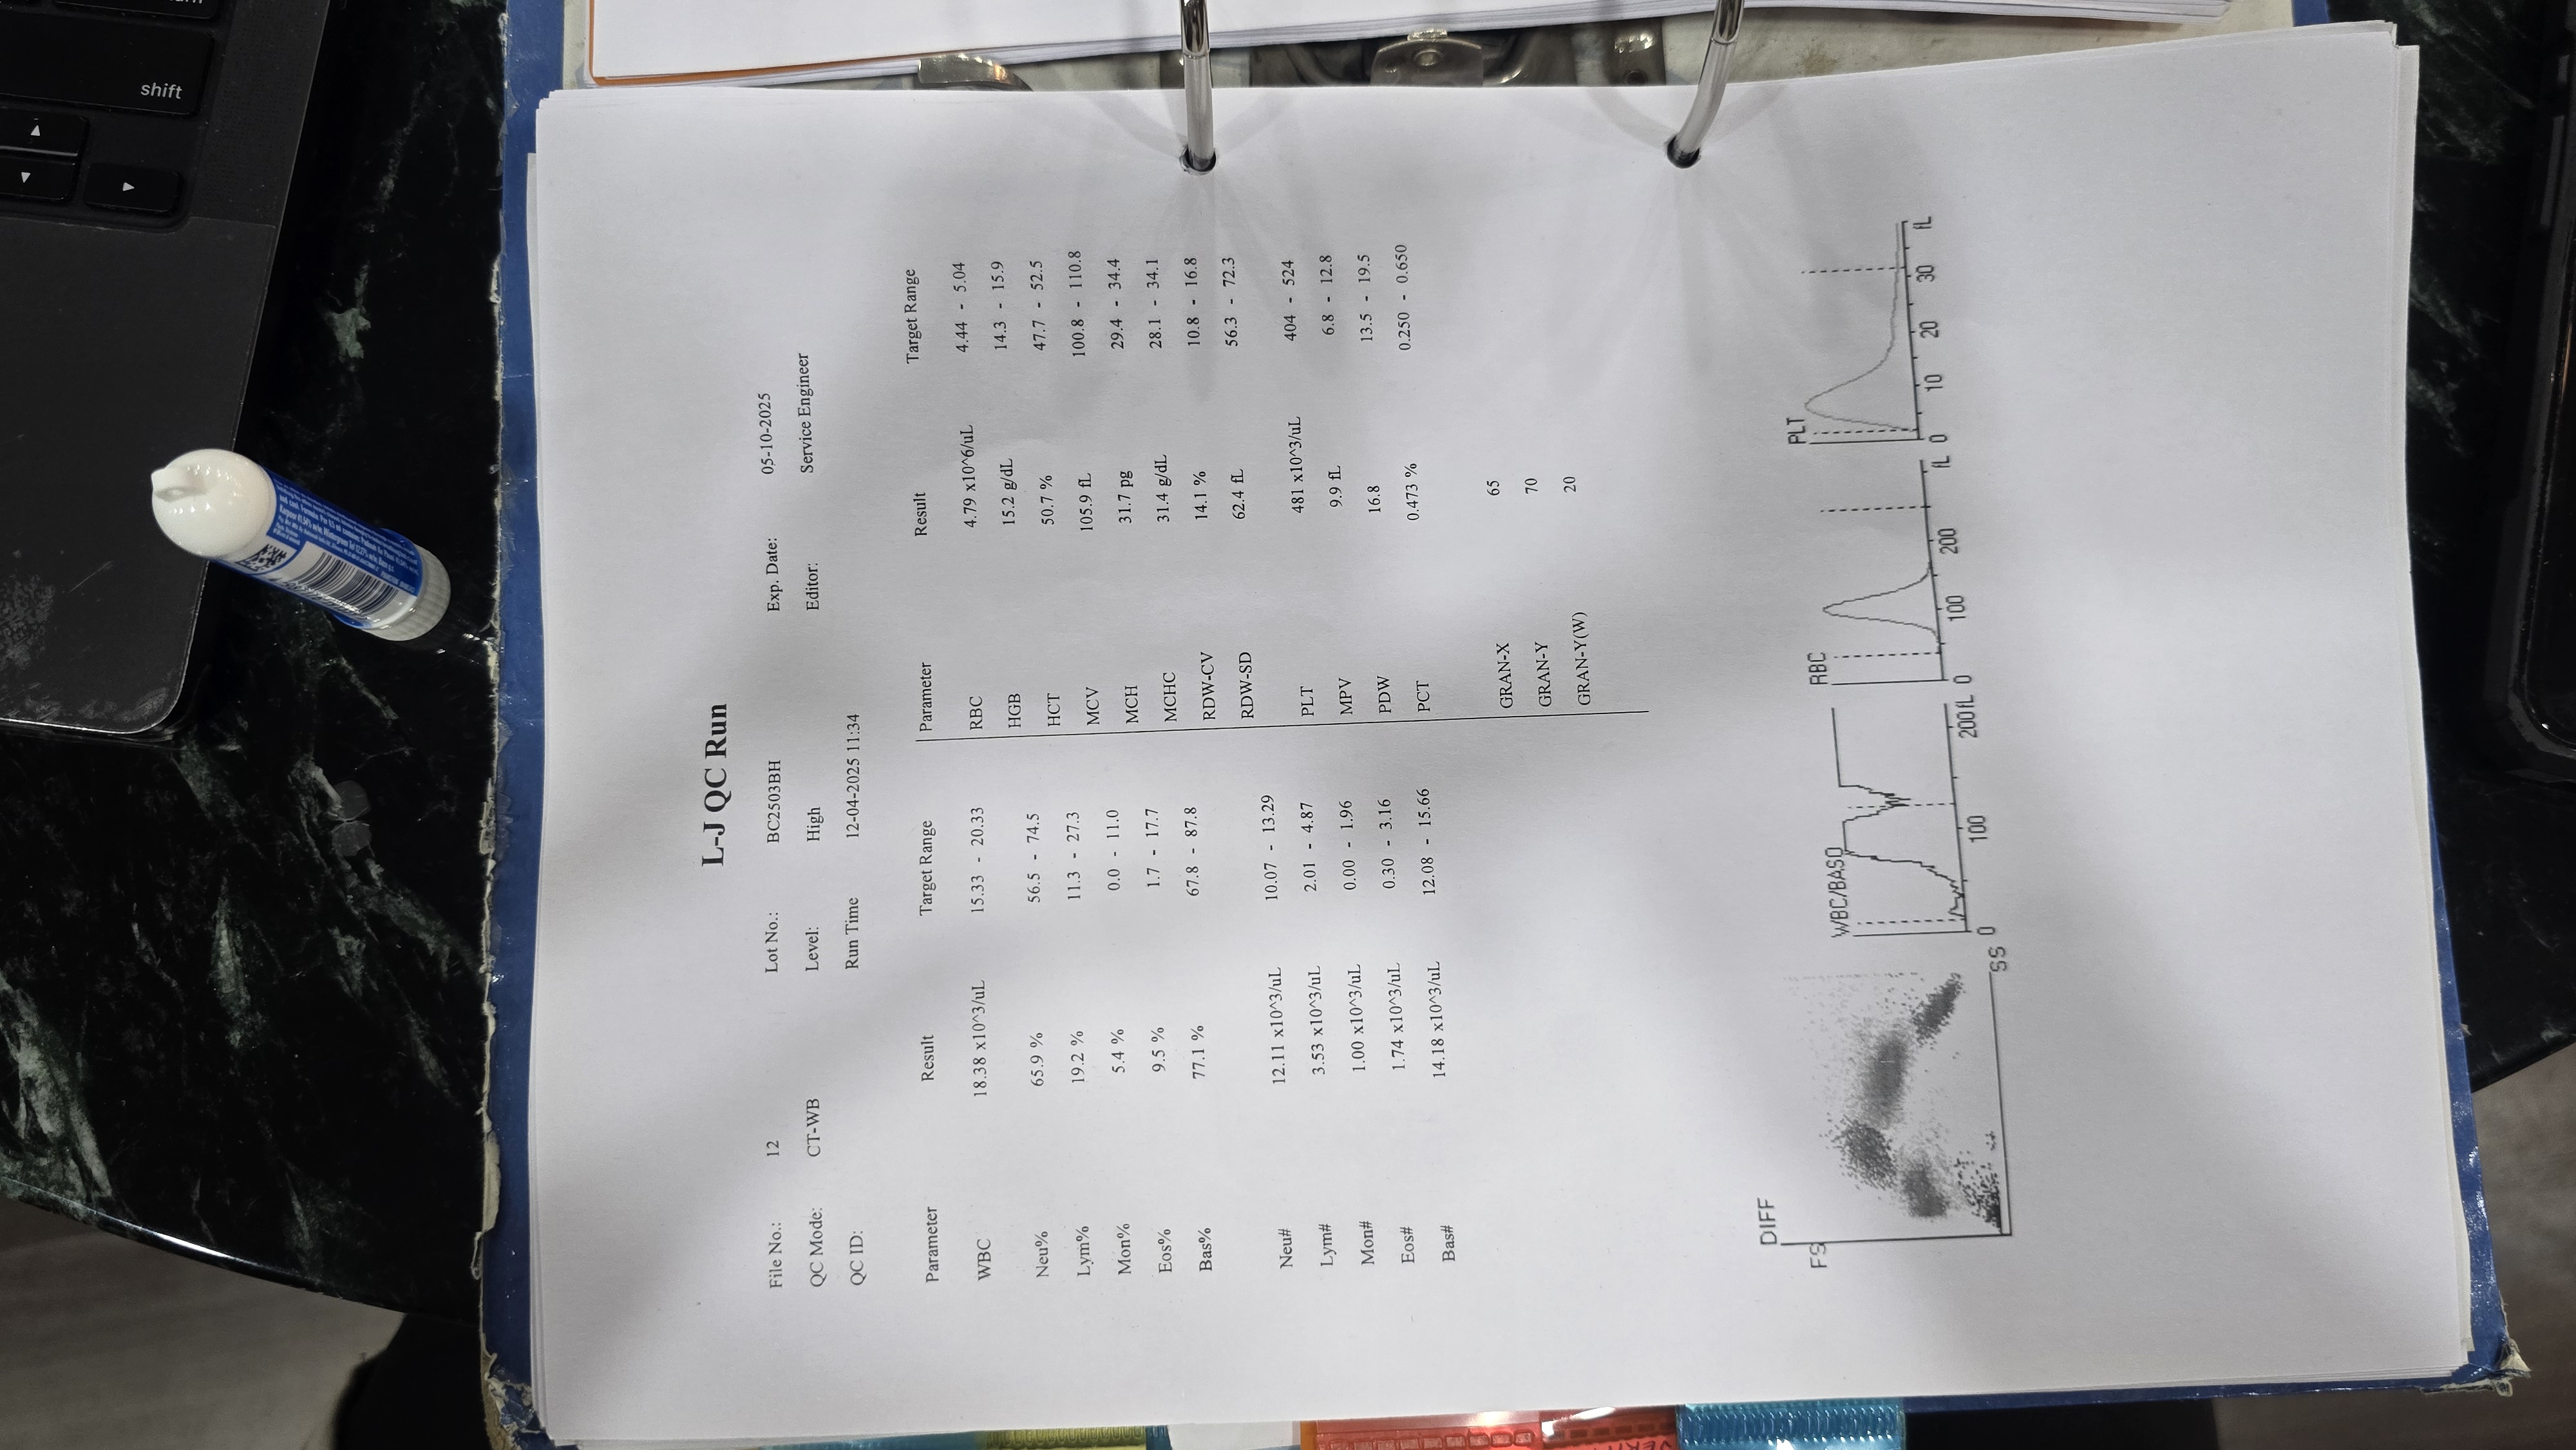 shift
L-J QC Run
File No.: 12 Lot No.: BC2503BH Exp. Date: 05-10-2025
QC Mode: CT-WB Level: High Editor: Service Engineer
QC ID: Run Time 12-04-2025 11:34
Parameter Result Target Range
WBC 18.38 x10^3/uL 15.33 - 20.33
Neu% 65.9 % 56.5 - 74.5
Lym% 19.2 % 11.3 - 27.3
Mon% 5.4 % 0.0 - 11.0
Eos% 9.5 % 1.7 - 17.7
Bas% 77.1 % 67.8 - 87.8
Neu# 12.11 x10^3/uL 10.07 - 13.29
Lym# 3.53 x10^3/uL 2.01 - 4.87
Mon# 1.00 x10^3/uL 0.00 - 1.96
Eos# 1.74 x10^3/uL 0.30 - 3.16
Bas# 14.18 x10^3/uL 12.08 - 15.66
Parameter Result Target Range
RBC 4.79 x10^6/uL 4.44 - 5.04
HGB 15.2 g/dL 14.3 - 15.9
HCT 50.7 % 47.7 - 52.5
MCV 105.9 fL 100.8 - 110.8
MCH 31.7 pg 29.4 - 34.4
MCHC 31.4 g/dL 28.1 - 34.1
RDW-CV 14.1 % 10.8 - 16.8
RDW-SD 62.4 fL 56.3 - 72.3
PLT 481 x10^3/uL 404 - 524
MPV 9.9 fL 6.8 - 12.8
PDW 16.8 13.5 - 19.5
PCT 0.473 % 0.250 - 0.650
GRAN-X 65
GRAN-Y 70
GRAN-Y(W) 20
DIFF
FS
SS
WBC/BASO
0 100 200 fL
RBC
0 100 200 fL
PLT
0 10 20 30 fL